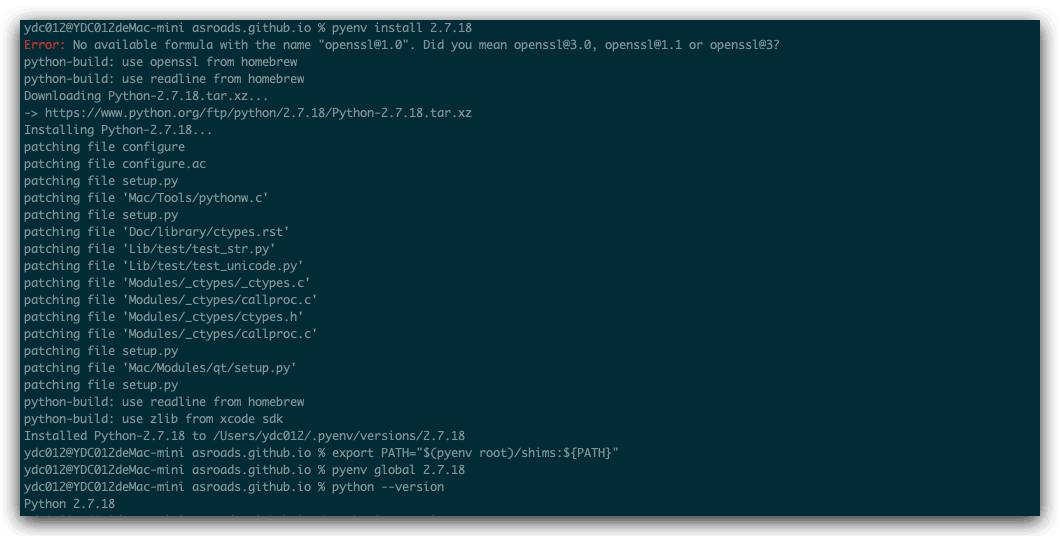 ydc012@YDC012deMac-mini asroads.github.io % pyenv install 2.7.18
Error: No available formula with the name "openssl@1.0". Did you mean openssl@3.0, openssl@1.1 or openssl@3?
python-build: use openssl from homebrew
python-build: use readline from homebrew
Downloading Python-2.7.18.tar.xz...
-> https://www.python.org/ftp/python/2.7.18/Python-2.7.18.tar.xz
Installing Python-2.7.18...
patching file configure
patching file configure.ac
patching file setup.py
patching file 'Mac/Tools/pythonw.c'
patching file setup.py
patching file 'Doc/library/ctypes.rst'
patching file 'Lib/test/test_str.py'
patching file 'Lib/test/test_unicode.py'
patching file 'Modules/_ctypes/_ctypes.c'
patching file 'Modules/_ctypes/callproc.c'
patching file 'Modules/_ctypes/ctypes.h'
patching file 'Modules/_ctypes/callproc.c'
patching file setup.py
patching file 'Mac/Modules/qt/setup.py'
patching file setup.py
python-build: use readline from homebrew
python-build: use zlib from xcode sdk
Installed Python-2.7.18 to /Users/ydc012/.pyenv/versions/2.7.18
ydc012@YDC012deMac-mini asroads.github.io % export PATH="$(pyenv root)/shims:${PATH}"
ydc012@YDC012deMac-mini asroads.github.io % pyenv global 2.7.18
ydc012@YDC012deMac-mini asroads.github.io % python --version
Python 2.7.18